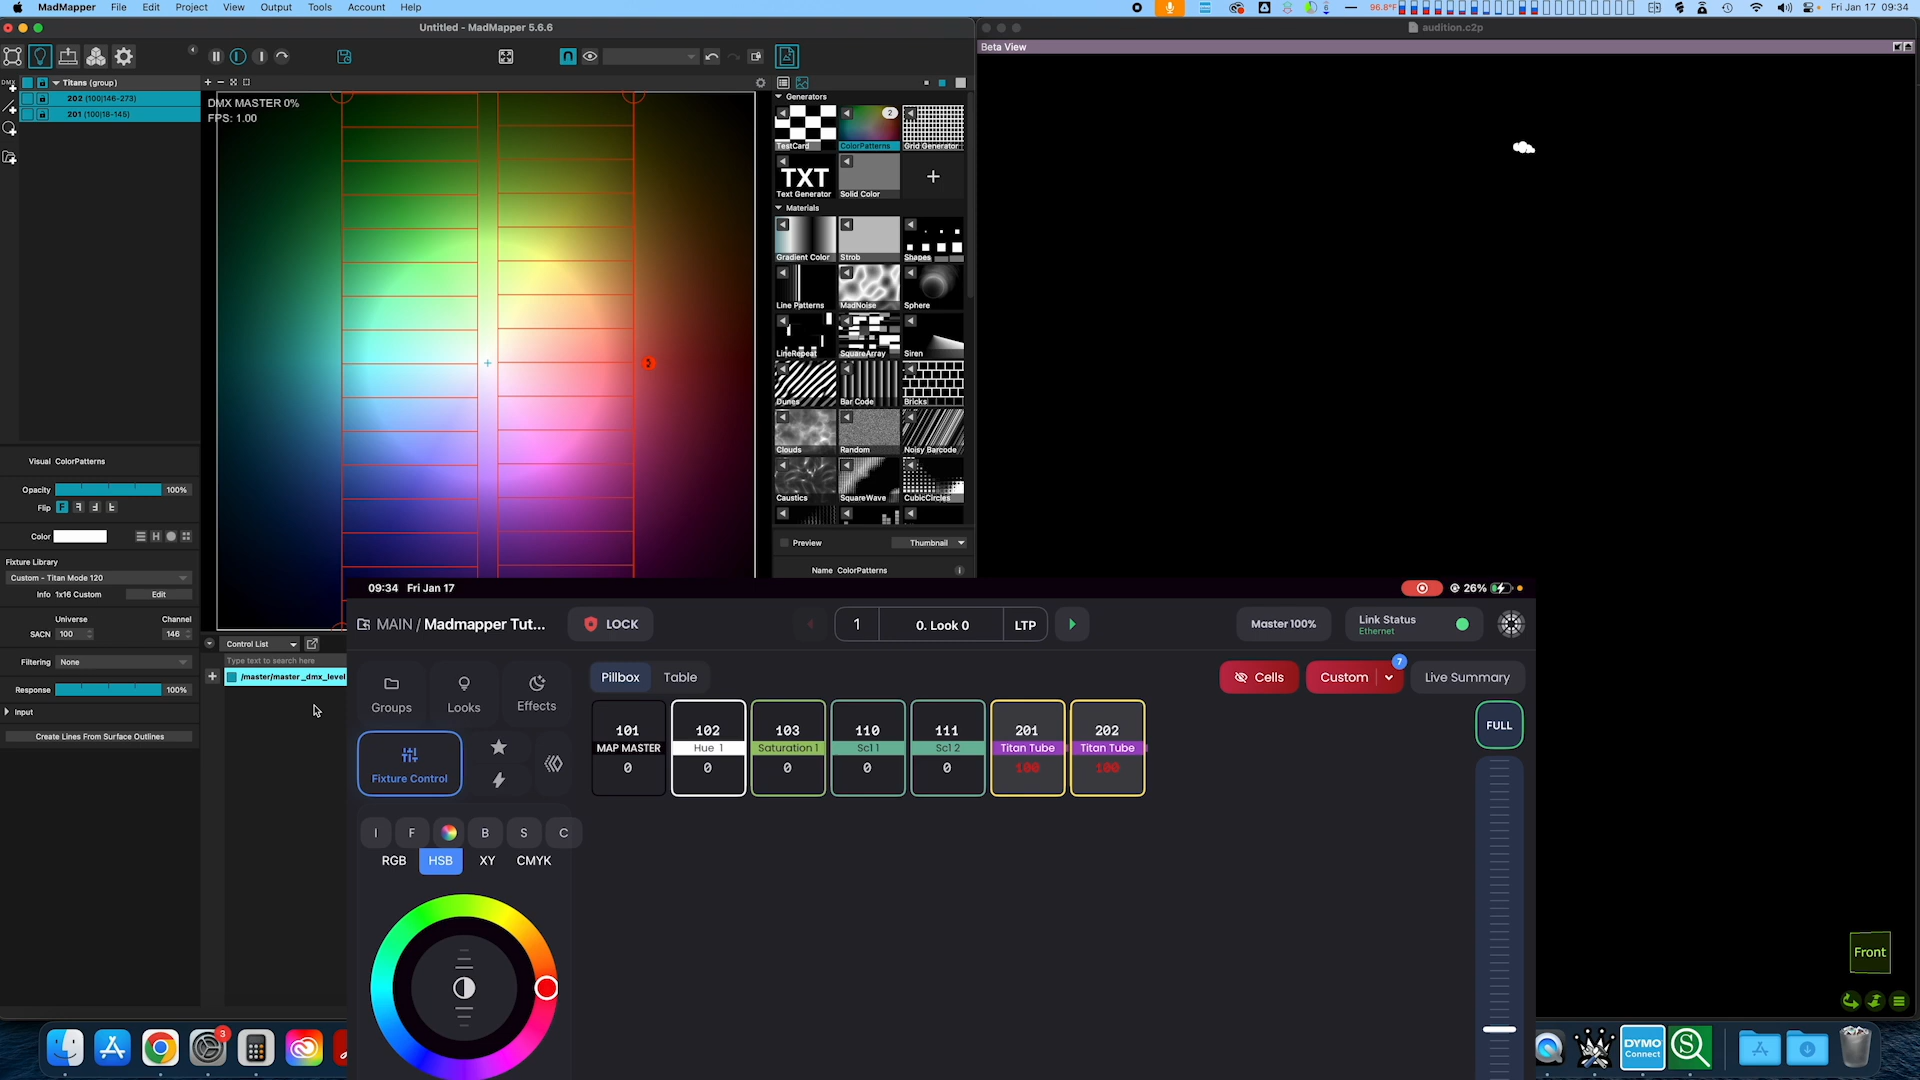 MadMapper File Edit Project View Output Tools Account Help
96.8°F
Fri Jan 17 09:34
Untitled - MadMapper 5.6.6
audition.c2p
Beta View
DMX
Titans (group)
202 (100|146-273)
201 (100|18-145)
DMX MASTER 0%
FPS: 1.00
Generators
2
TestCard
ColorPatterns
Grid Generator
TXT
Text Generator
Solid Color
Materials
Gradient Color
Strob
Shapes
Line Patterns
MadNoise
Sphere
LineRepeat
SquareArray
Siren
Dunes
Bar Code
Bricks
Clouds
Random
Noisy Barcode
Caustics
SquareWave
CubicCircles
Preview
Thumbnail
Name ColorPatterns
Visual ColorPatterns
Opacity 100%
Flip
Color
H
Fixture Library
Custom - Titan Mode 120
Info 1x16 Custom Edit
Universe Channel
SACN 100 146
Filtering None
Response 100%
Input
Create Lines From Surface Outlines
Control List
Type text to search here
/master/master_dmx_level
09:34 Fri Jan 17
26%
MAIN / Madmapper Tut...
LOCK
1
0. Look 0
LTP
Master 100%
Link Status
Ethernet
Groups
Looks
Effects
Fixture Control
Pillbox
Table
Cells
Custom
7
Live Summary
101
MAP MASTER
0
102
Hue 1
0
103
Saturation 1
0
110
Scl 1
0
111
Scl 2
0
201
Titan Tube
100
202
Titan Tube
100
FULL
I F B S C
RGB HSB XY CMYK
Front
3
DYMO
Connect
S